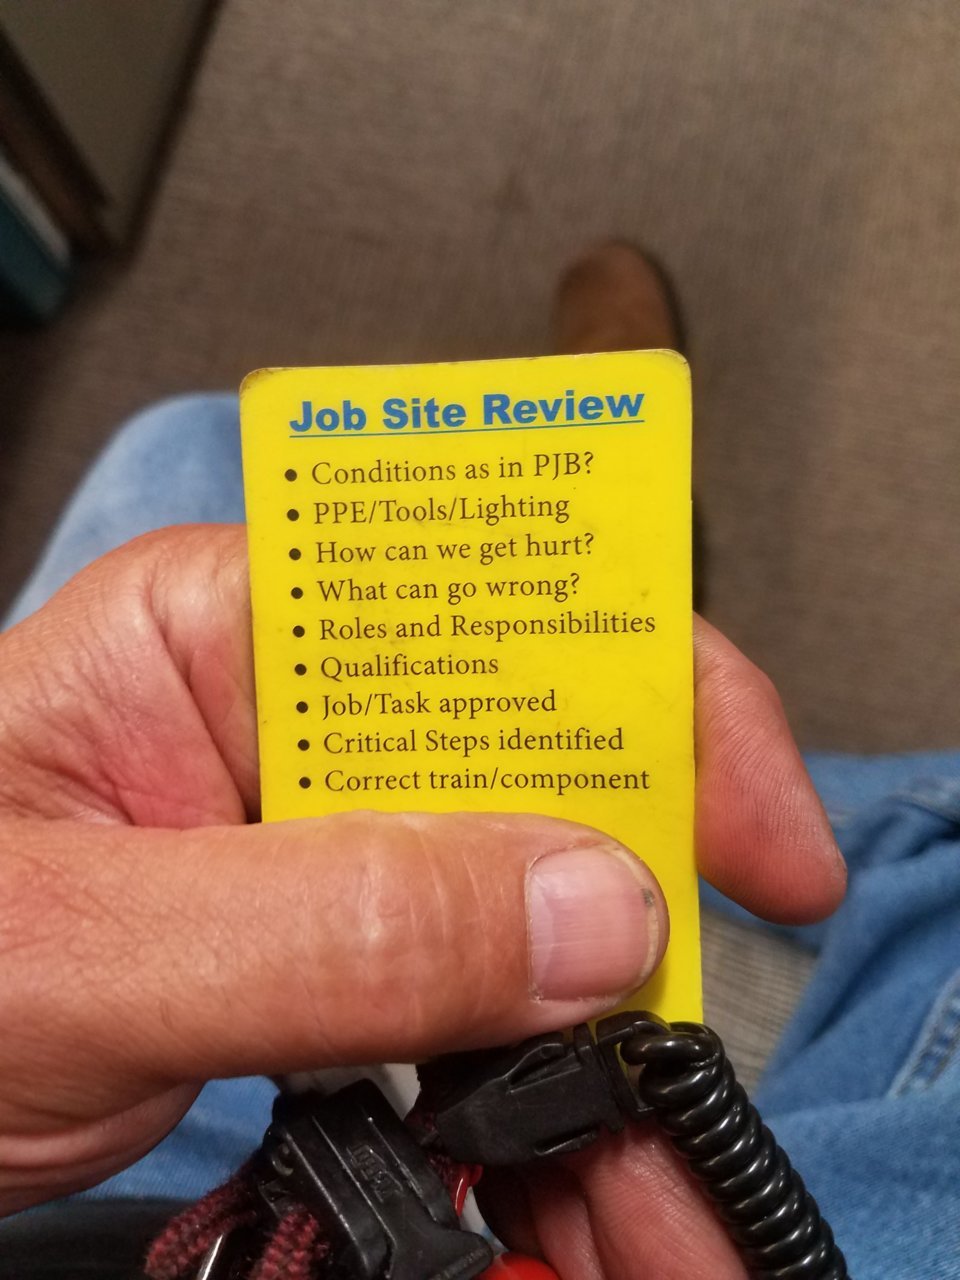 Job Site Review
• Conditions as in PJB?
• PPE/Tools/Lighting
• How can we get hurt?
• What can go wrong?
• Roles and Responsibilities
• Qualifications
• Job/Task approved
• Critical Steps identified
• Correct train/component